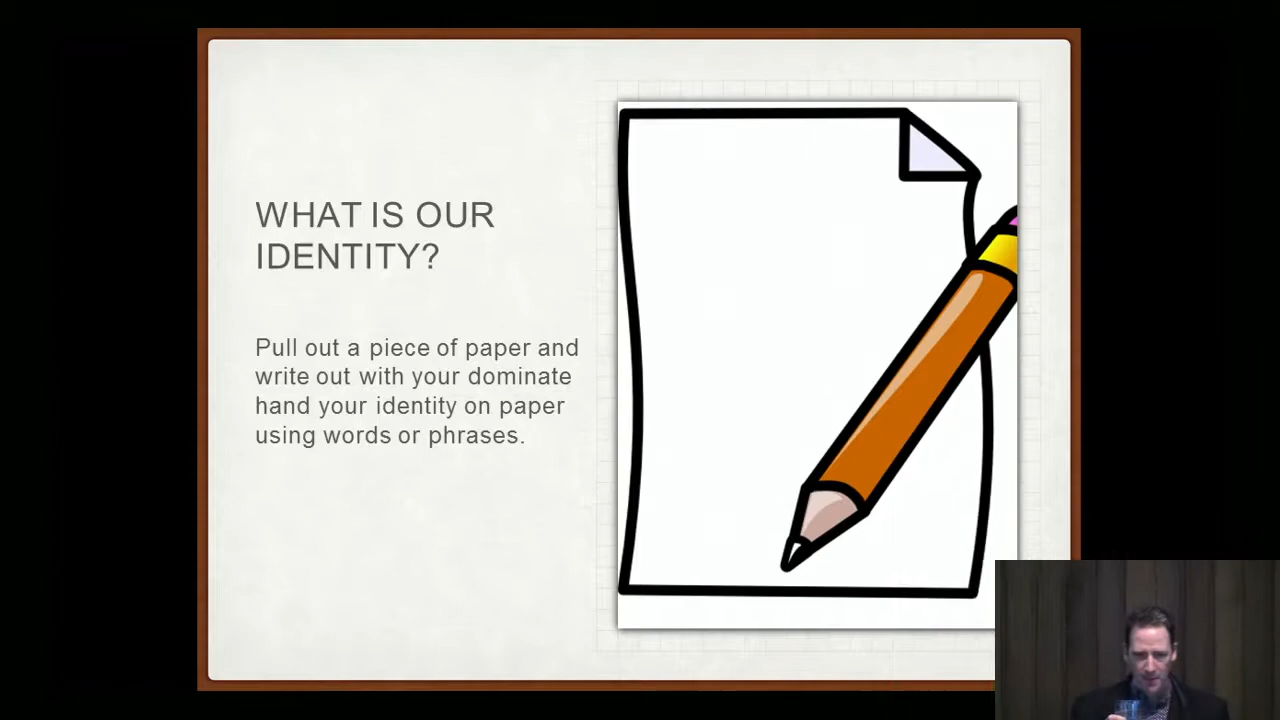 WHAT IS OUR
IDENTITY?
Pull out a piece of paper and
write out with your dominate
hand your identity on paper
using words or phrases.